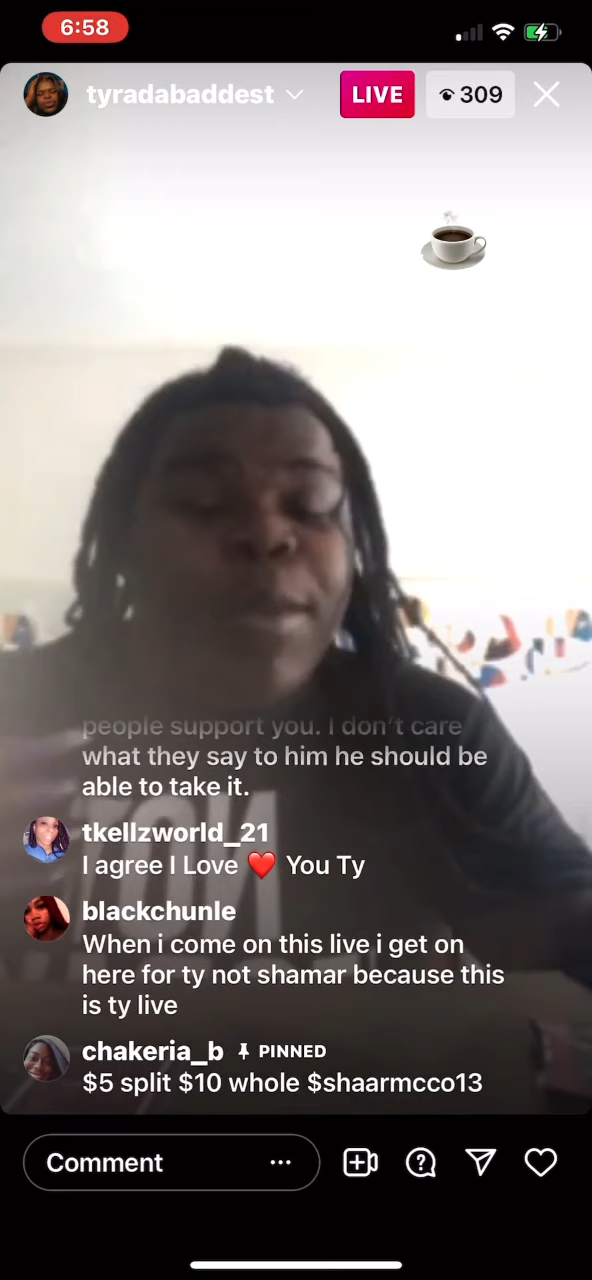 6:58
tyradabaddest
LIVE
309
people support you. I don't care
what they say to him he should be
able to take it.
tkellzworld_21
I agree I Love ❤️ You Ty
blackchunle
When i come on this live i get on
here for ty not shamar because this
is ty live
chakeria_b PINNED
$5 split $10 whole $shaarmcco13
Comment